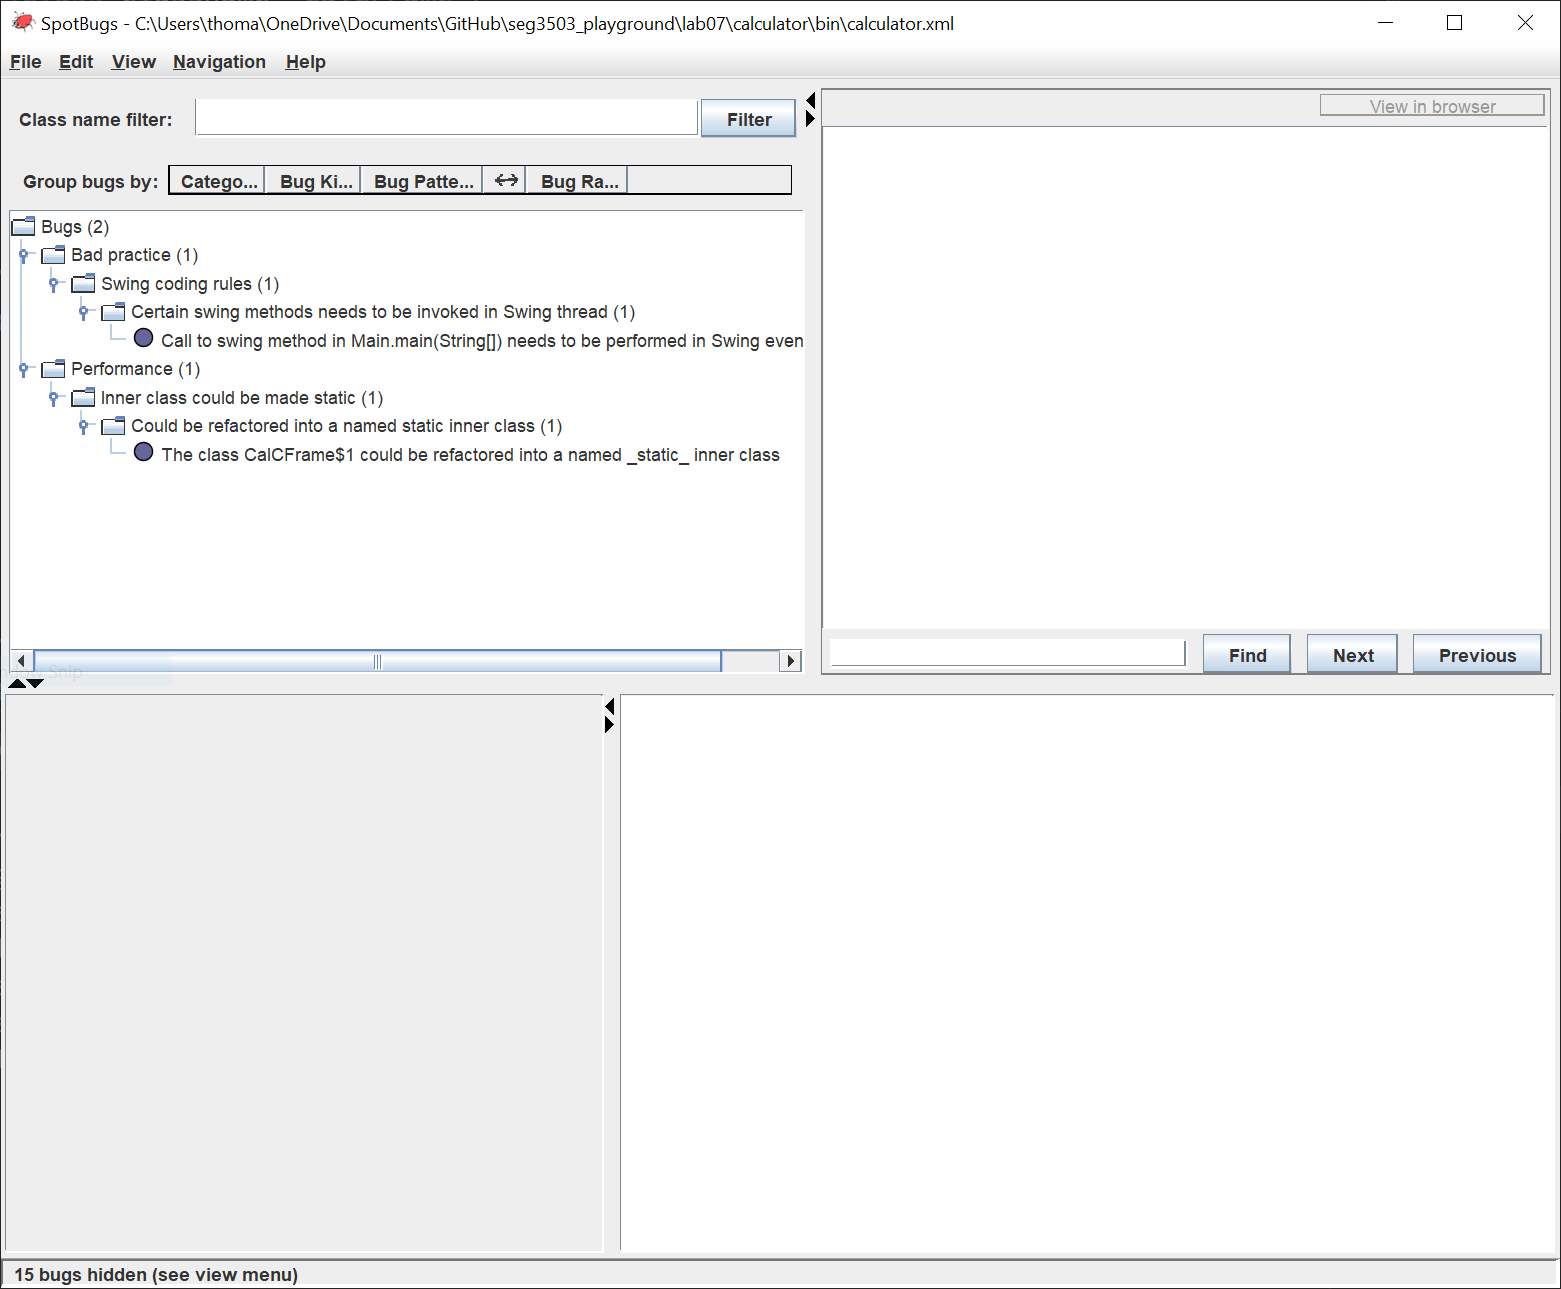 SpotBugs - C:\Users\thoma\OneDrive\Documents\GitHub\seg3503_playground\lab07\calculator\bin\calculator.xml
File Edit View Navigation Help
Class name filter: Filter
View in browser
Group bugs by: Catego... Bug Ki... Bug Patte... Bug Ra...
Bugs (2)
Bad practice (1)
Swing coding rules (1)
Certain swing methods needs to be invoked in Swing thread (1)
Call to swing method in Main.main(String[]) needs to be performed in Swing even
Performance (1)
Inner class could be made static (1)
Could be refactored into a named static inner class (1)
The class CalCFrame$1 could be refactored into a named _static_ inner class
Find Next Previous
Snip
15 bugs hidden (see view menu)